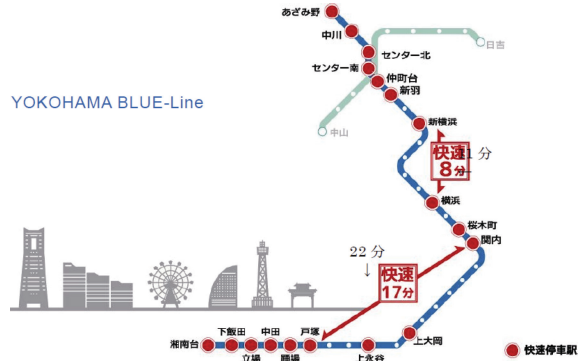 あざみ野
中川
センター北
日吉
センター南
仲町台
新羽
YOKOHAMA BLUE-Line
新横浜
中山
快速
11 分
8分
横浜
桜木町
関内
22 分
↓
快速
17分
上大岡
下飯田
中田
戸塚
湘南台
立場
踊場
上永谷
快速停車駅